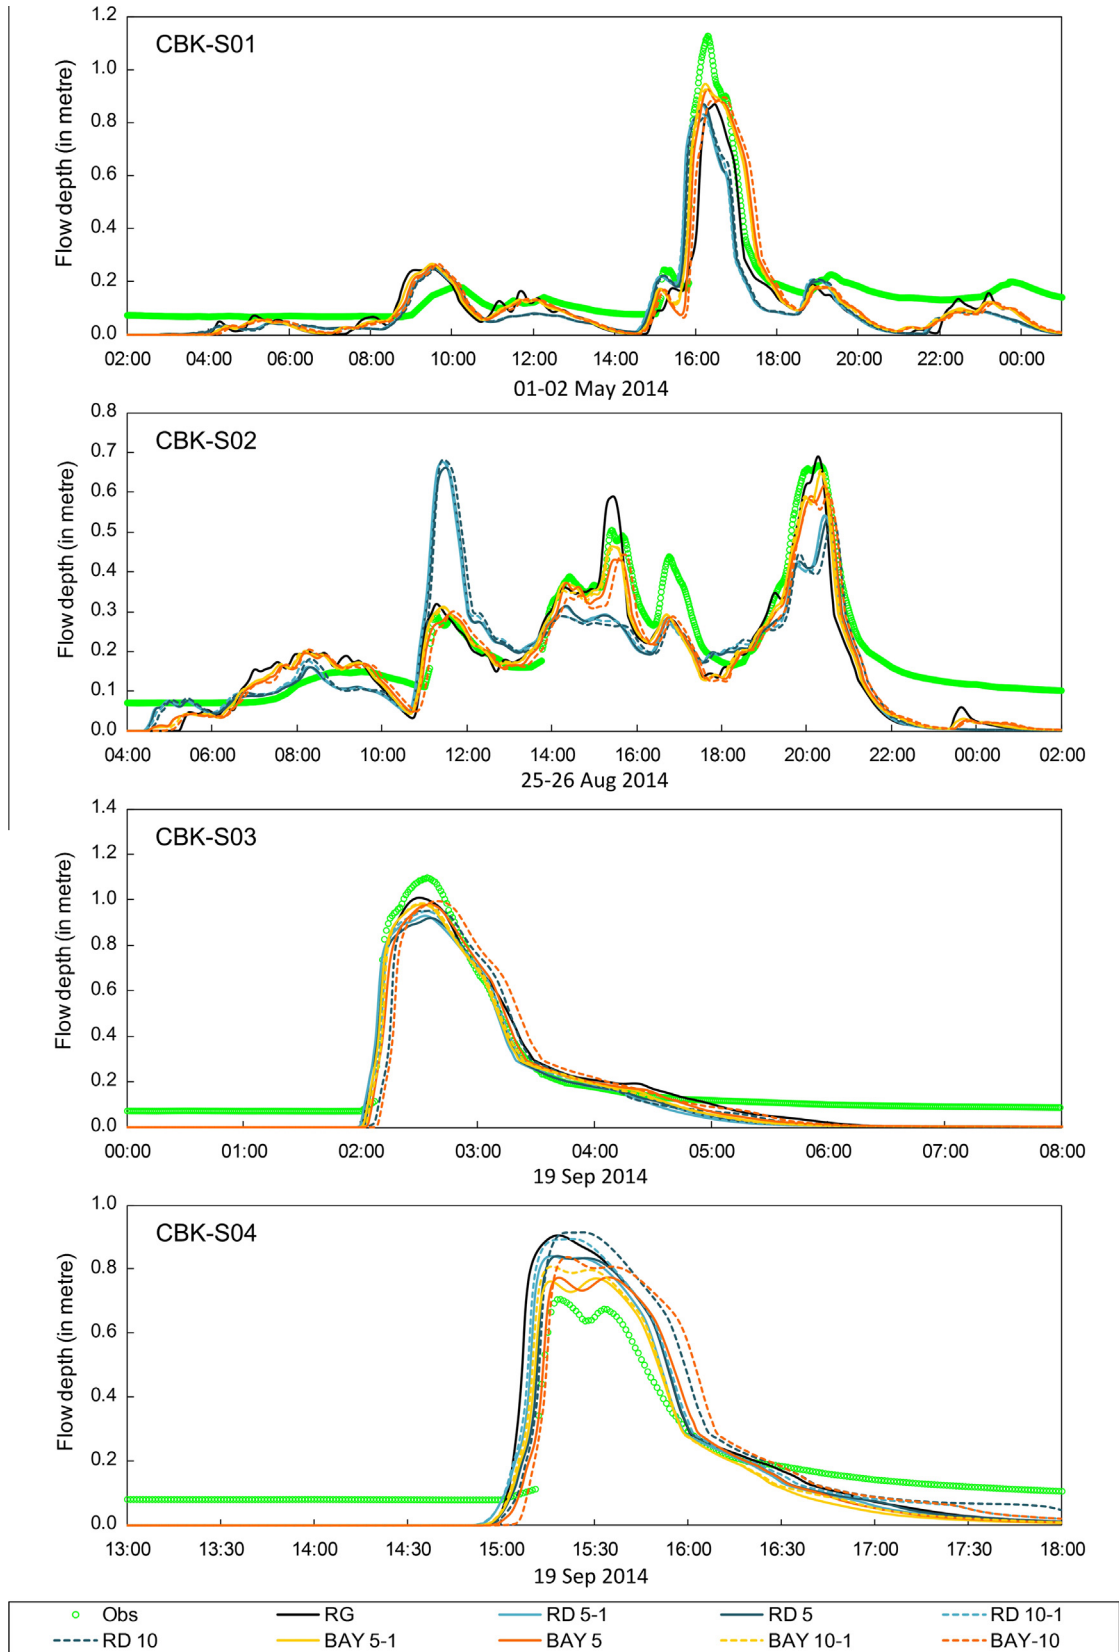 CBK-S01
Flow depth (in metre)
1.2
1.0
0.8
0.6
0.4
0.2
0.0
02:00 04:00 06:00 08:00 10:00 12:00 14:00 16:00 18:00 20:00 22:00 00:00
01-02 May 2014
CBK-S02
Flow depth (in metre)
0.8
0.7
0.6
0.5
0.4
0.3
0.2
0.1
0.0
04:00 06:00 08:00 10:00 12:00 14:00 16:00 18:00 20:00 22:00 00:00 02:00
25-26 Aug 2014
CBK-S03
Flow depth (in metre)
1.4
1.2
1.0
0.8
0.6
0.4
0.2
0.0
00:00 01:00 02:00 03:00 04:00 05:00 06:00 07:00 08:00
19 Sep 2014
CBK-S04
Flow depth (in metre)
1.0
0.8
0.6
0.4
0.2
0.0
13:00 13:30 14:00 14:30 15:00 15:30 16:00 16:30 17:00 17:30 18:00
19 Sep 2014
Obs RG RD 5-1 RD 5 RD 10-1
RD 10 BAY 5-1 BAY 5 BAY 10-1 BAY-10